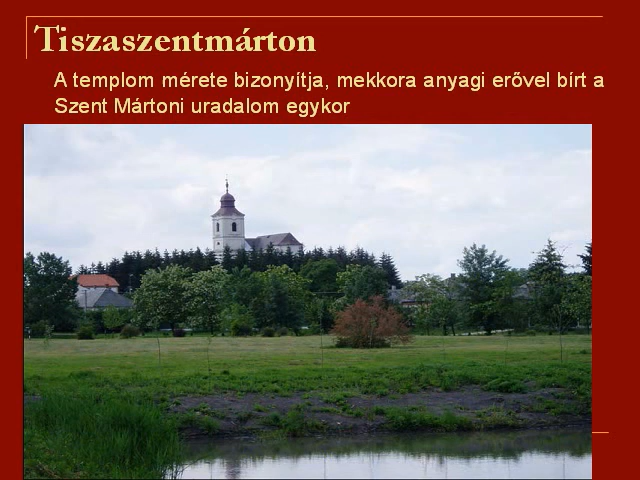 Tiszaszentmárton
A templom mérete bizonyítja, mekkora anyagi erővel bírt a
Szent Mártoni uradalom egykor